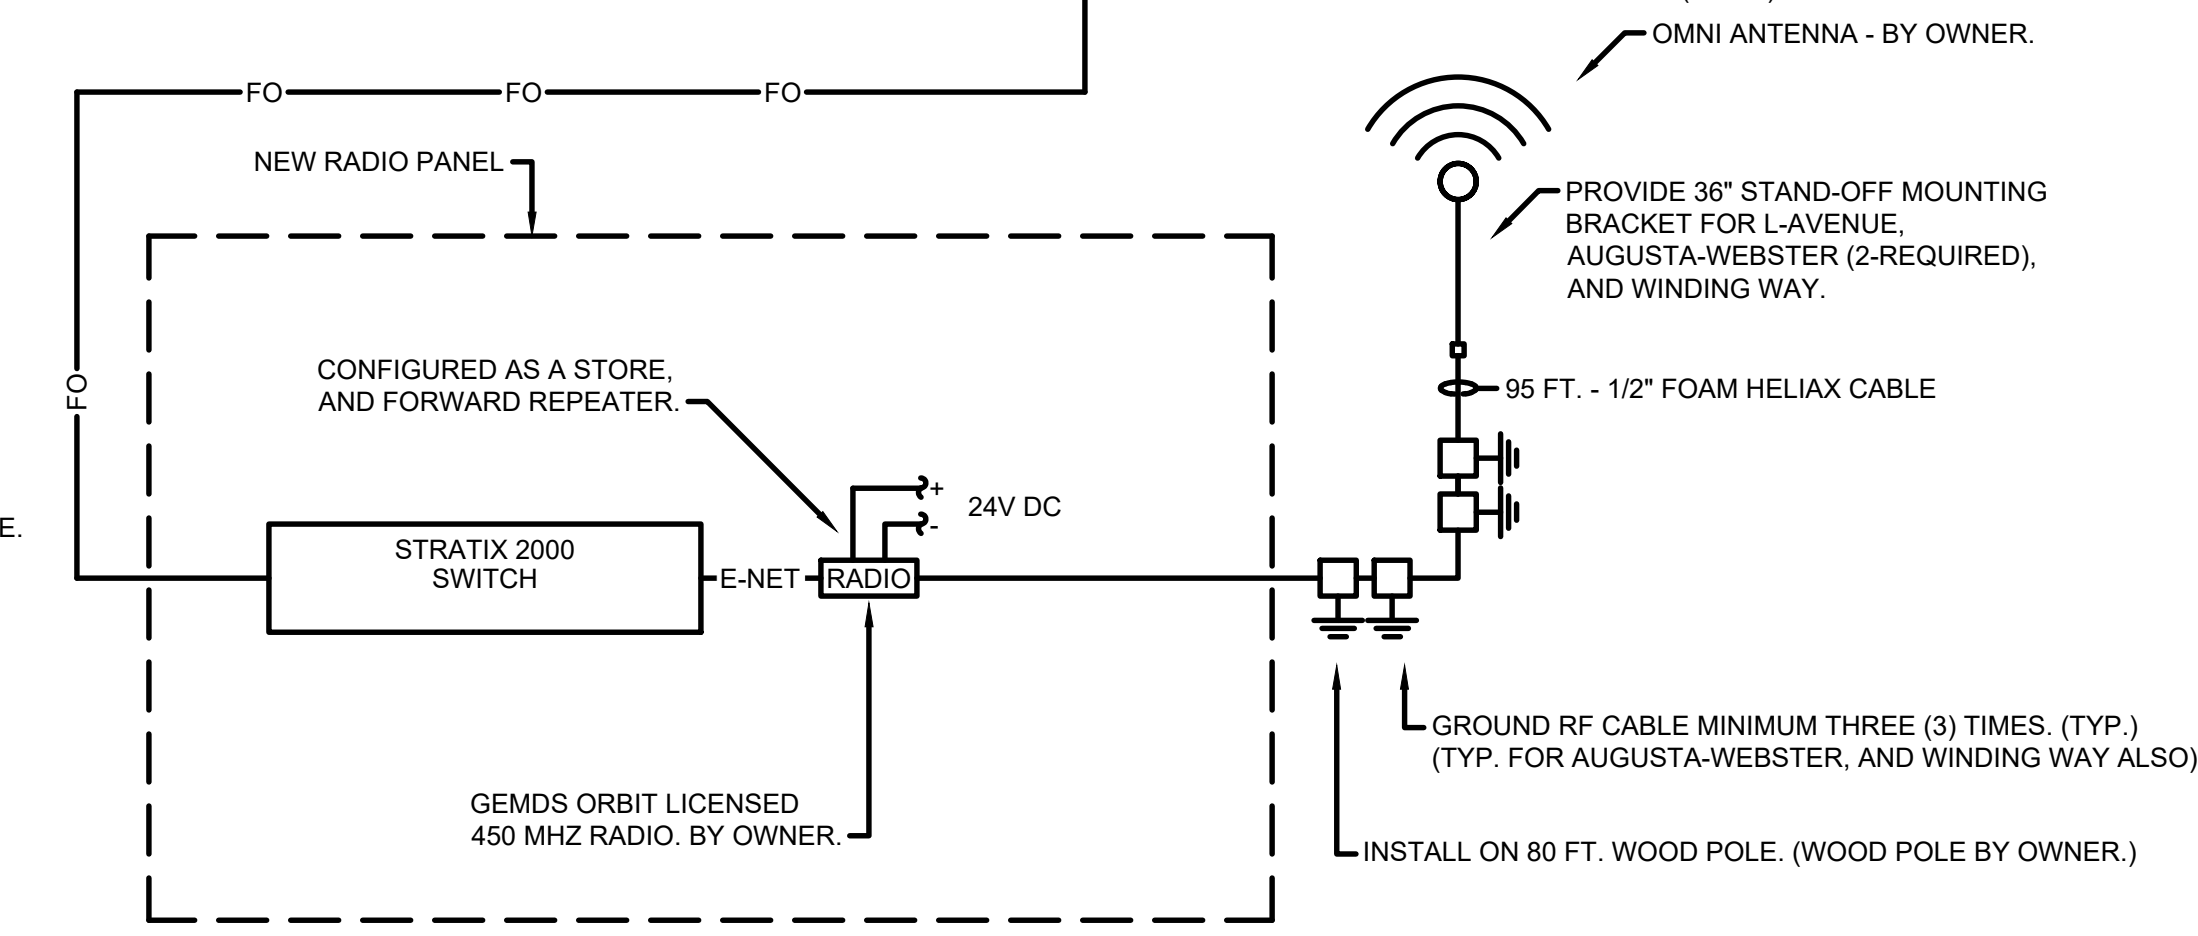 OMNI ANTENNA - BY OWNER.
FO
FO
FO
NEW RADIO PANEL
PROVIDE 36" STAND-OFF MOUNTING
BRACKET FOR L-AVENUE,
AUGUSTA-WEBSTER (2-REQUIRED),
AND WINDING WAY.
FO
CONFIGURED AS A STORE,
AND FORWARD REPEATER.
95 FT. - 1/2" FOAM HELIAX CABLE
+
24V DC
-
E.
STRATIX 2000
SWITCH
E-NET
RADIO
GROUND RF CABLE MINIMUM THREE (3) TIMES. (TYP.)
(TYP. FOR AUGUSTA-WEBSTER, AND WINDING WAY ALSO)
GEMDS ORBIT LICENSED
450 MHZ RADIO. BY OWNER.
INSTALL ON 80 FT. WOOD POLE. (WOOD POLE BY OWNER.)